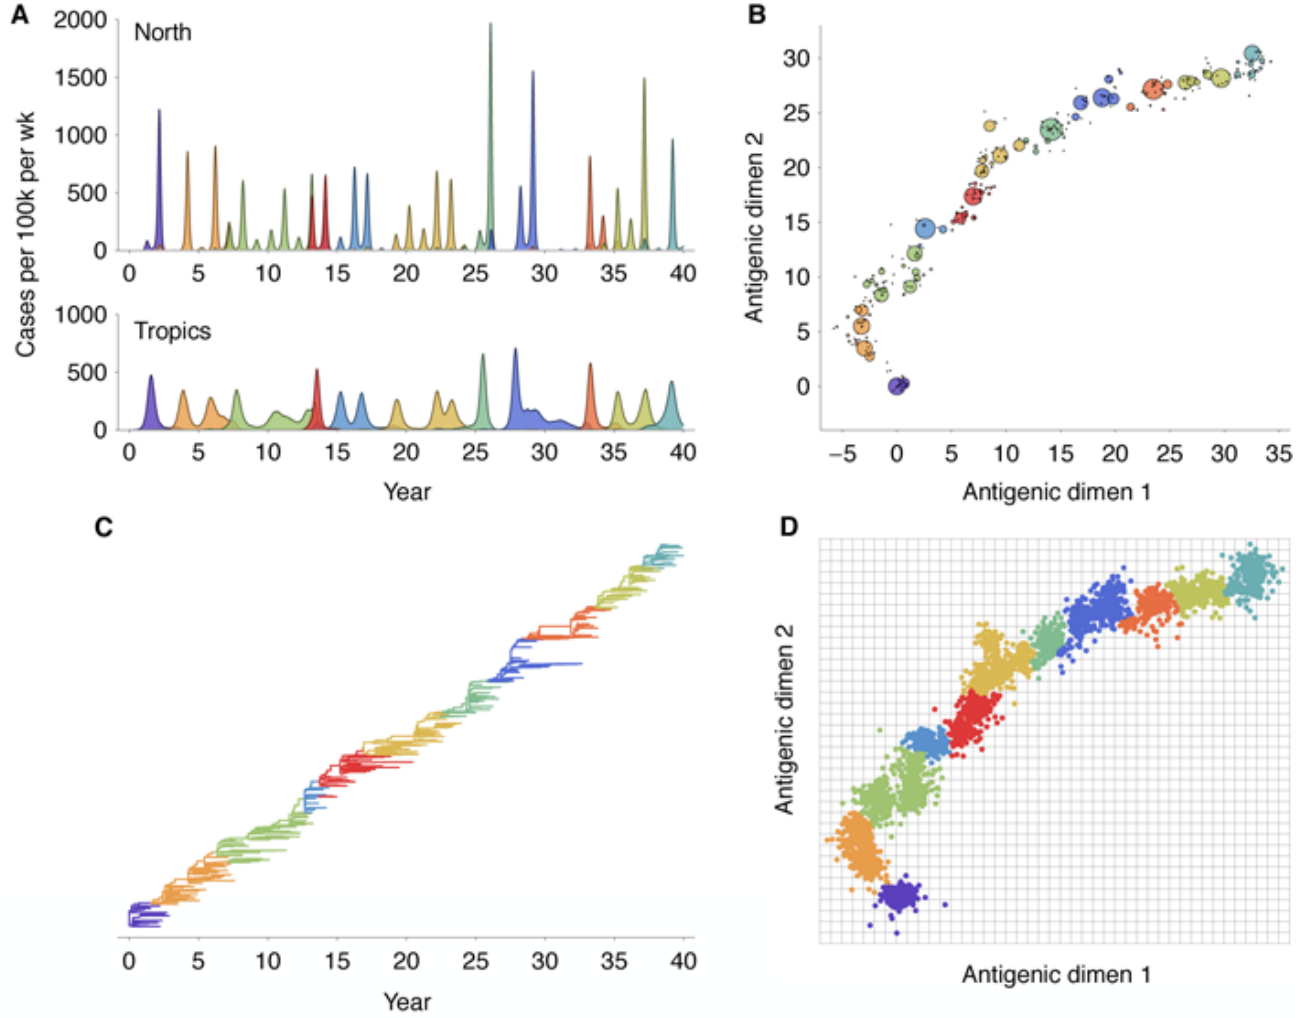 A
North
Cases per 100k per wk
2000
1500
1000
500
0
0 5 10 15 20 25 30 35 40
Tropics
1000
500
0
0 5 10 15 20 25 30 35 40
Year
B
Antigenic dimen 2
30
25
20
15
10
5
0
−5 0 5 10 15 20 25 30 35
Antigenic dimen 1
C
0 5 10 15 20 25 30 35 40
Year
D
Antigenic dimen 2
Antigenic dimen 1